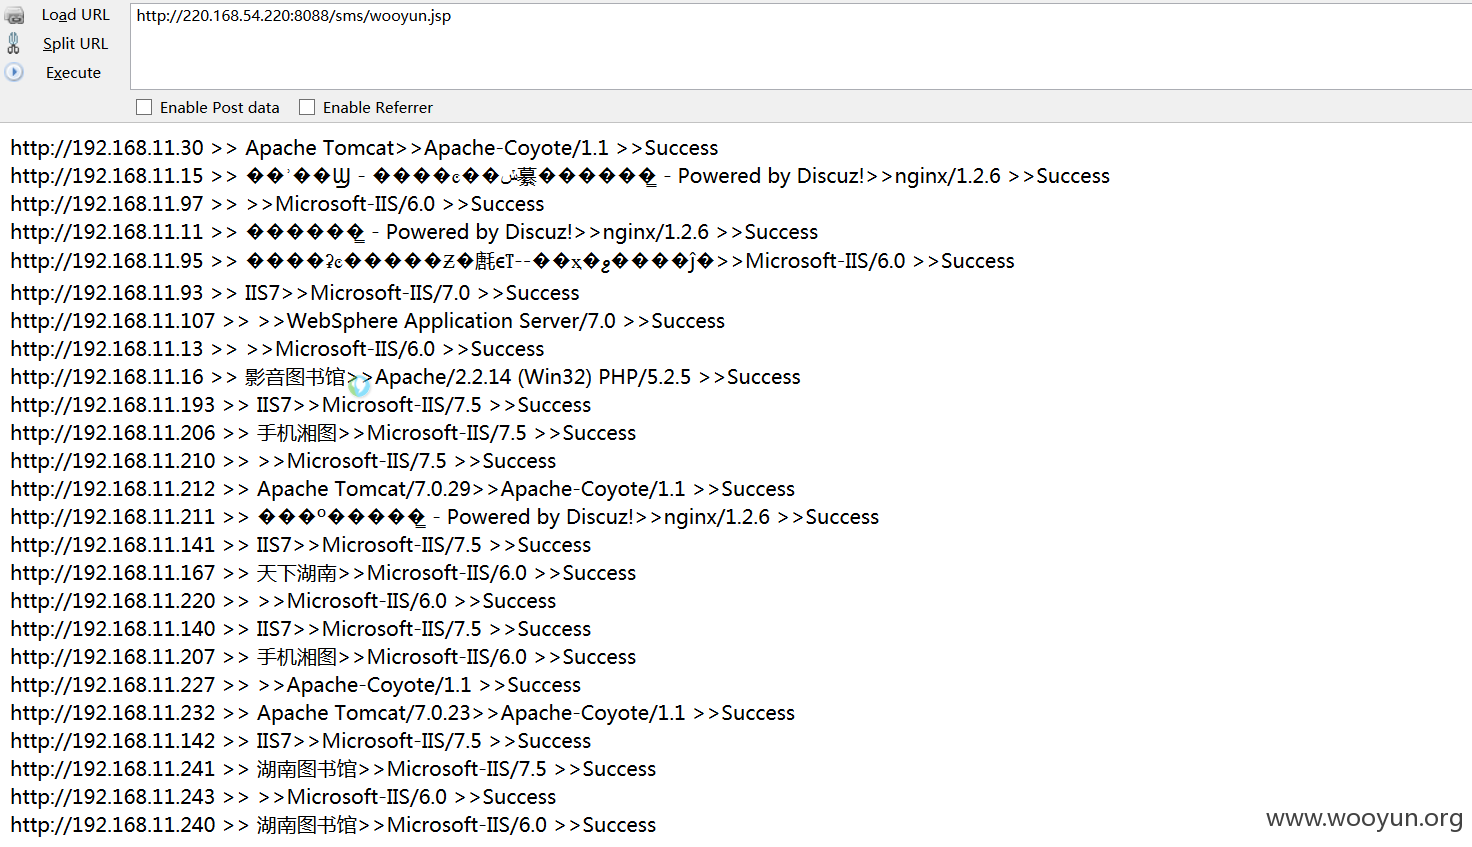 Load URL
http://220.168.54.220:8088/sms/wooyun.jsp
Split URL
Execute
Enable Post data
Enable Referrer
http://192.168.11.30 >> Apache Tomcat>>Apache-Coyote/1.1 >>Success
http://192.168.11.15 >> - Powered by Discuz!>>nginx/1.2.6 >>Success
http://192.168.11.97 >> >>Microsoft-IIS/6.0 >>Success
http://192.168.11.11 >> - Powered by Discuz!>>nginx/1.2.6 >>Success
http://192.168.11.95 >> >>Microsoft-IIS/6.0 >>Success
http://192.168.11.93 >> IIS7>>Microsoft-IIS/7.0 >>Success
http://192.168.11.107 >> >>WebSphere Application Server/7.0 >>Success
http://192.168.11.13 >> >>Microsoft-IIS/6.0 >>Success
http://192.168.11.16 >> 影音图书馆>>Apache/2.2.14 (Win32) PHP/5.2.5 >>Success
http://192.168.11.193 >> IIS7>>Microsoft-IIS/7.5 >>Success
http://192.168.11.206 >> 手机湘图>>Microsoft-IIS/7.5 >>Success
http://192.168.11.210 >> >>Microsoft-IIS/7.5 >>Success
http://192.168.11.212 >> Apache Tomcat/7.0.29>>Apache-Coyote/1.1 >>Success
http://192.168.11.211 >> - Powered by Discuz!>>nginx/1.2.6 >>Success
http://192.168.11.141 >> IIS7>>Microsoft-IIS/7.5 >>Success
http://192.168.11.167 >> 天下湖南>>Microsoft-IIS/6.0 >>Success
http://192.168.11.220 >> >>Microsoft-IIS/6.0 >>Success
http://192.168.11.140 >> IIS7>>Microsoft-IIS/7.5 >>Success
http://192.168.11.207 >> 手机湘图>>Microsoft-IIS/6.0 >>Success
http://192.168.11.227 >> >>Apache-Coyote/1.1 >>Success
http://192.168.11.232 >> Apache Tomcat/7.0.23>>Apache-Coyote/1.1 >>Success
http://192.168.11.142 >> IIS7>>Microsoft-IIS/7.5 >>Success
http://192.168.11.241 >> 湖南图书馆>>Microsoft-IIS/7.5 >>Success
http://192.168.11.243 >> >>Microsoft-IIS/6.0 >>Success
http://192.168.11.240 >> 湖南图书馆>>Microsoft-IIS/6.0 >>Success
www.wooyun.org